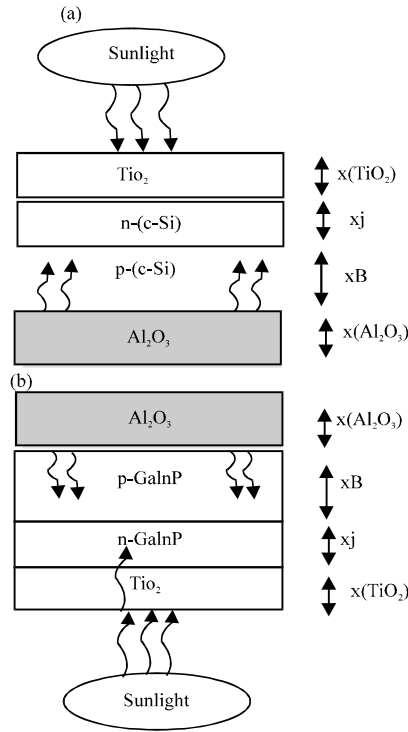 (a)
Sunlight
Tio₂ x(TiO₂)
n-(c-Si) xj
p-(c-Si) xB
Al₂O₃ x(Al₂O₃)
(b)
Al₂O₃ x(Al₂O₃)
p-GaInP xB
n-GaInP xj
Tio₂ x(TiO₂)
Sunlight